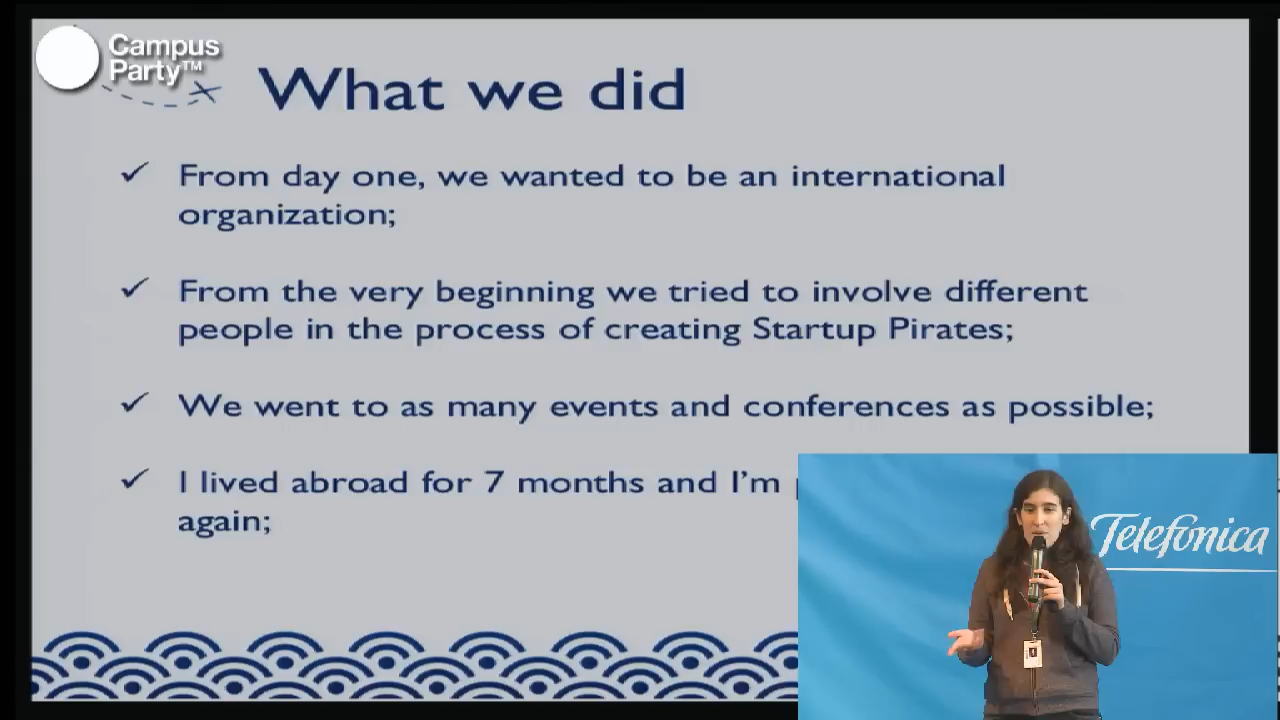 Campus
Party™
What we did
✓ From day one, we wanted to be an international
organization;
✓ From the very beginning we tried to involve different
people in the process of creating Startup Pirates;
✓ We went to as many events and conferences as possible;
✓ I lived abroad for 7 months and I'm
again;
Telefónica